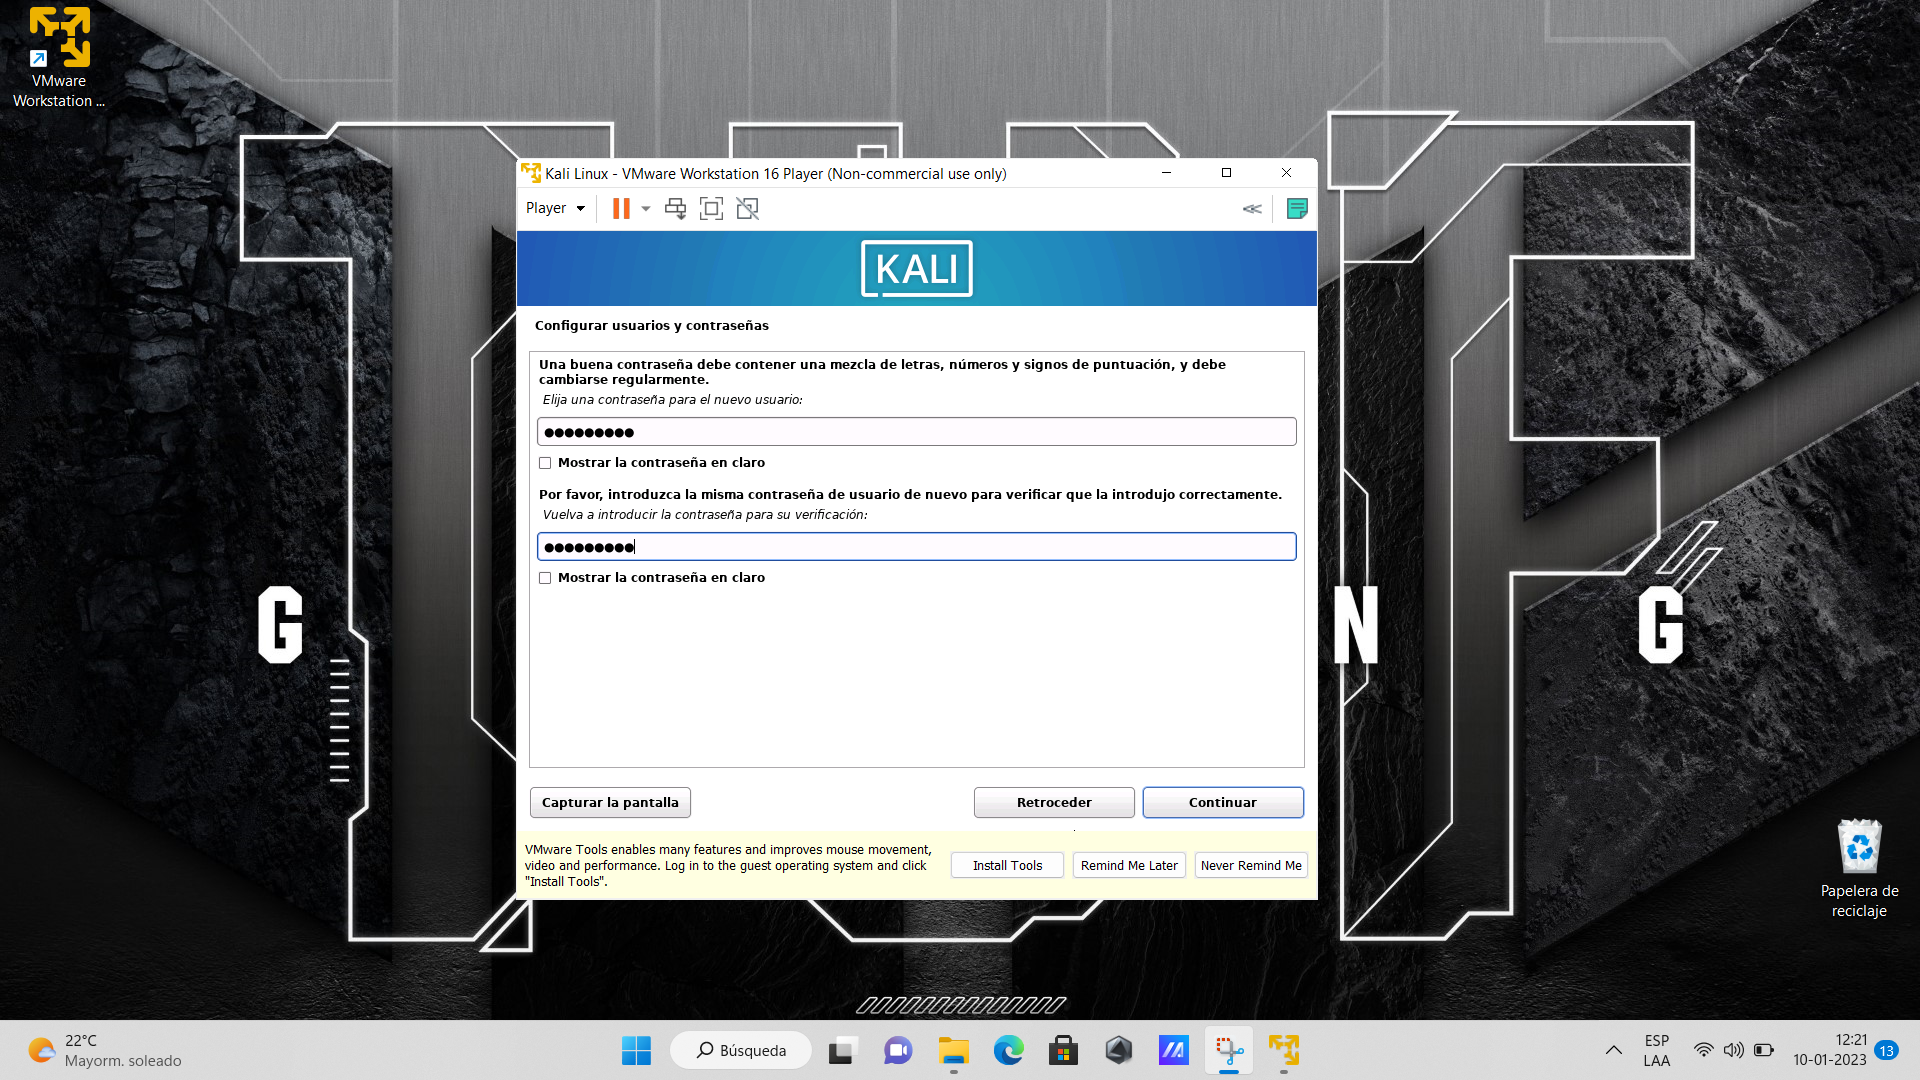 VMware
Workstation ...
Kali Linux - VMware Workstation 16 Player (Non-commercial use only)
Player
KALI
Configurar usuarios y contraseñas
Una buena contraseña debe contener una mezcla de letras, números y signos de puntuación, y debe
cambiarse regularmente.
Elija una contraseña para el nuevo usuario:
●●●●●●●●●
Mostrar la contraseña en claro
Por favor, introduzca la misma contraseña de usuario de nuevo para verificar que la introdujo correctamente.
Vuelva a introducir la contraseña para su verificación:
●●●●●●●●●
Mostrar la contraseña en claro
G
N
G
Capturar la pantalla
Retroceder
Continuar
VMware Tools enables many features and improves mouse movement,
video and performance. Log in to the guest operating system and click
"Install Tools".
Install Tools
Remind Me Later
Never Remind Me
Papelera de
reciclaje
22°C
Mayorm. soleado
Búsqueda
ESP
LAA
12:21
10-01-2023
13